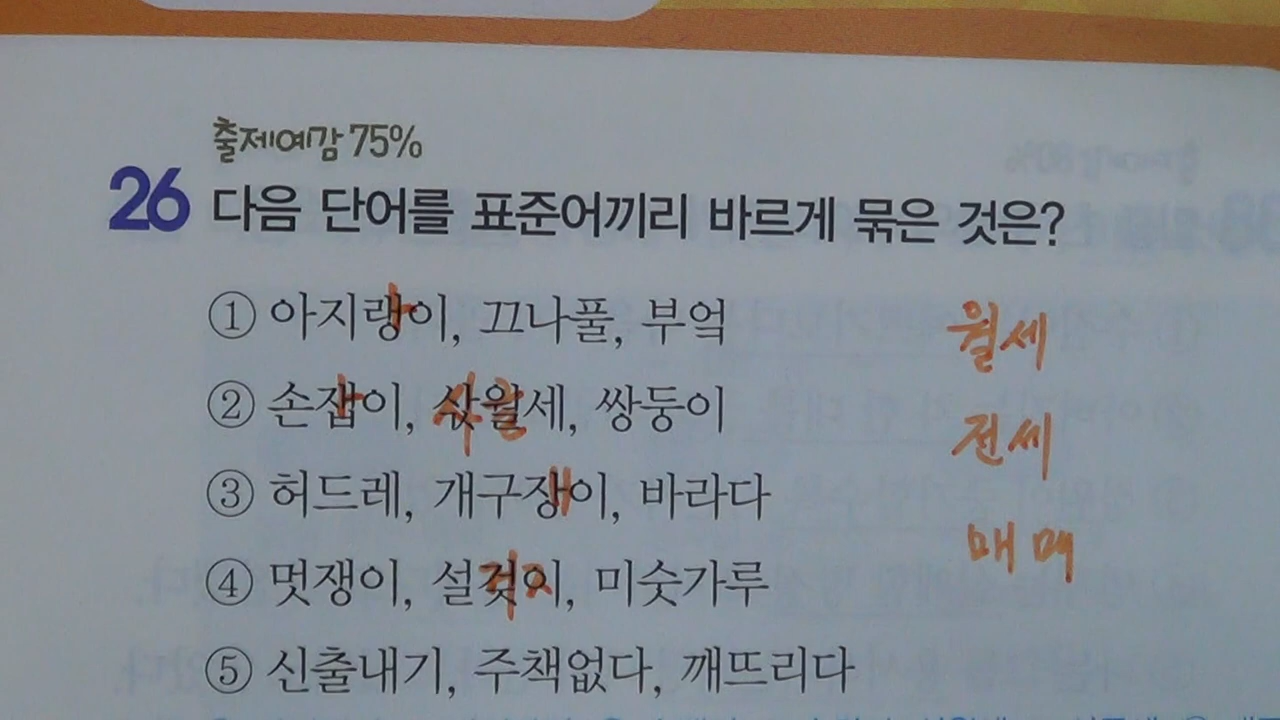 출제예감 75%
26 다음 단어를 표준어끼리 바르게 묶은 것은?
① 아지랑이, 끄나풀, 부엌
② 손잡이, 삯월세, 쌍둥이
③ 허드레, 개구장이, 바라다
④ 멋쟁이, 설겆이, 미숫가루
⑤ 신출내기, 주책없다, 깨뜨리다
월세
전세
매매